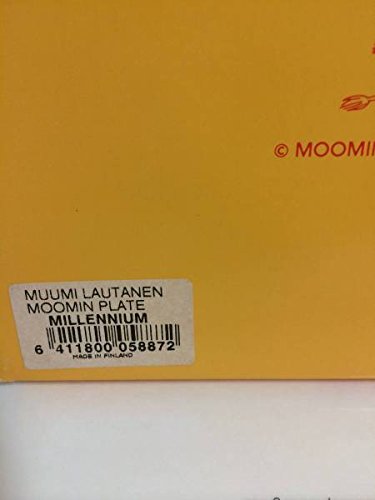 © MOOMI
MUUMI LAUTANEN
MOOMIN PLATE
MILLENNIUM
6 411800 058872
MADE IN FINLAND